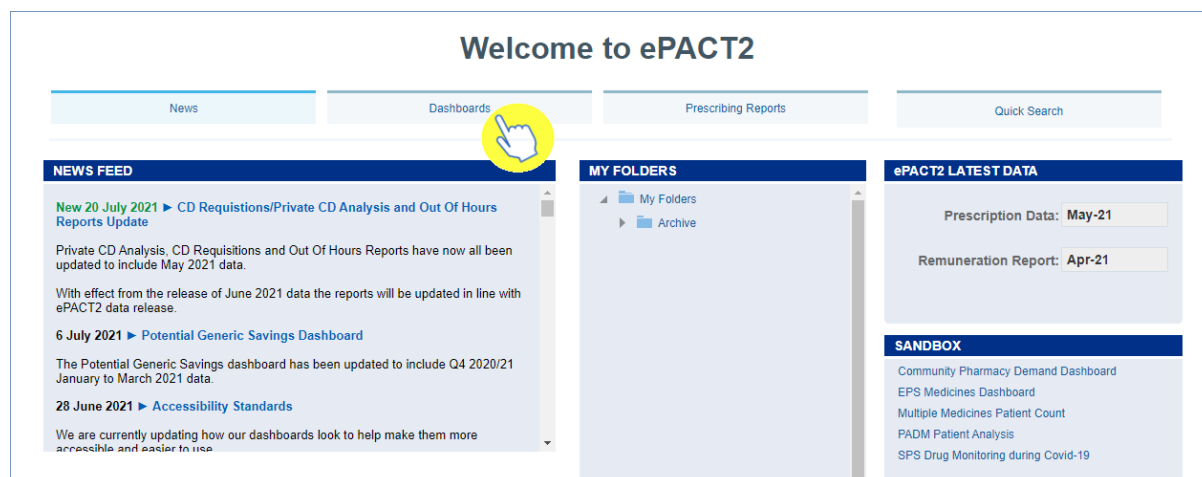 Welcome to ePACT2
News
Dashboards
Prescribing Reports
Quick Search
NEWS FEED
New 20 July 2021 ► CD Requistions/Private CD Analysis and Out Of Hours
Reports Update
Private CD Analysis, CD Requisitions and Out Of Hours Reports have now all been
updated to include May 2021 data.
With effect from the release of June 2021 data the reports will be updated in line with
ePACT2 data release.
6 July 2021 ► Potential Generic Savings Dashboard
The Potential Generic Savings dashboard has been updated to include Q4 2020/21
January to March 2021 data.
28 June 2021 ► Accessibility Standards
We are currently updating how our dashboards look to help make them more
accessible and easier to use
MY FOLDERS
My Folders
Archive
ePACT2 LATEST DATA
Prescription Data: May-21
Remuneration Report: Apr-21
SANDBOX
Community Pharmacy Demand Dashboard
EPS Medicines Dashboard
Multiple Medicines Patient Count
PADM Patient Analysis
SPS Drug Monitoring during Covid-19